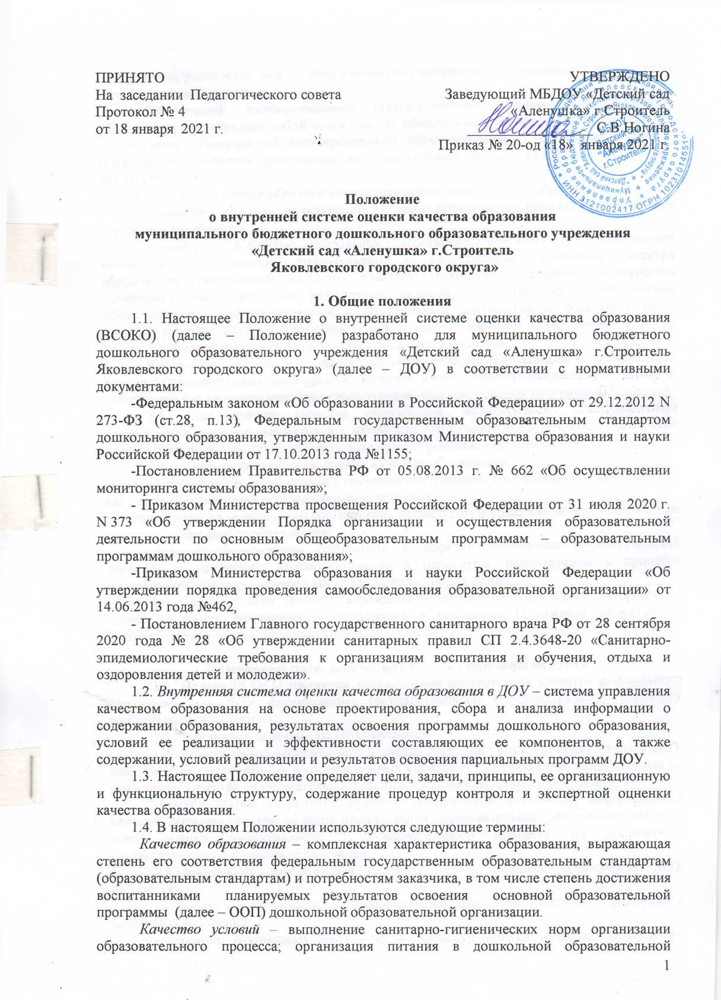 ПРИНЯТО
На заседании Педагогического совета
Протокол № 4
от 18 января 2021 г.
УТВЕРЖДЕНО
Заведующий МБДОУ «Детский сад
«Аленушка» г.Строитель
С.В.Ногина
Приказ № 20-од «18» января 2021 г.
МБДОУ
"Детский сад
"Аленушка"
г.Строитель
ИНН 3121002417 ОГРН
Положение
о внутренней системе оценки качества образования
муниципального бюджетного дошкольного образовательного учреждения
«Детский сад «Аленушка» г.Строитель
Яковлевского городского округа»
1. Общие положения
1.1. Настоящее Положение о внутренней системе оценки качества образования
(ВСОКО) (далее – Положение) разработано для муниципального бюджетного
дошкольного образовательного учреждения «Детский сад «Аленушка» г.Строитель
Яковлевского городского округа» (далее – ДОУ) в соответствии с нормативными
документами:
-Федеральным законом «Об образовании в Российской Федерации» от 29.12.2012 N
273-ФЗ (ст.28, п.13), Федеральным государственным образовательным стандартом
дошкольного образования, утвержденным приказом Министерства образования и науки
Российской Федерации от 17.10.2013 года №1155;
-Постановлением Правительства РФ от 05.08.2013 г. № 662 «Об осуществлении
мониторинга системы образования»;
- Приказом Министерства просвещения Российской Федерации от 31 июля 2020 г.
N 373 «Об утверждении Порядка организации и осуществления образовательной
деятельности по основным общеобразовательным программам – образовательным
программам дошкольного образования»;
-Приказом Министерства образования и науки Российской Федерации «Об
утверждении порядка проведения самообследования образовательной организации» от
14.06.2013 года №462,
- Постановлением Главного государственного санитарного врача РФ от 28 сентября
2020 года № 28 «Об утверждении санитарных правил СП 2.4.3648-20 «Санитарно-
эпидемиологические требования к организациям воспитания и обучения, отдыха и
оздоровления детей и молодежи».
1.2. Внутренняя система оценки качества образования в ДОУ – система управления
качеством образования на основе проектирования, сбора и анализа информации о
содержании образования, результатах освоения программы дошкольного образования,
условий ее реализации и эффективности составляющих ее компонентов, а также
содержании, условий реализации и результатов освоения парциальных программ ДОУ.
1.3. Настоящее Положение определяет цели, задачи, принципы, ее организационную
и функциональную структуру, содержание процедур контроля и экспертной оцненки
качества образования.
1.4. В настоящем Положении используются следующие термины:
Качество образования – комплексная характеристика образования, выражающая
степень его соответствия федеральным государственным образовательным стандартам
(образовательным стандартам) и потребностям заказчика, в том числе степень достижения
воспитанниками планируемых результатов освоения основной образовательной
программы (далее – ООП) дошкольной образовательной организации.
Качество условий – выполнение санитарно-гигиенических норм организации
образовательного процесса; организация питания в дошкольной образовательной
1